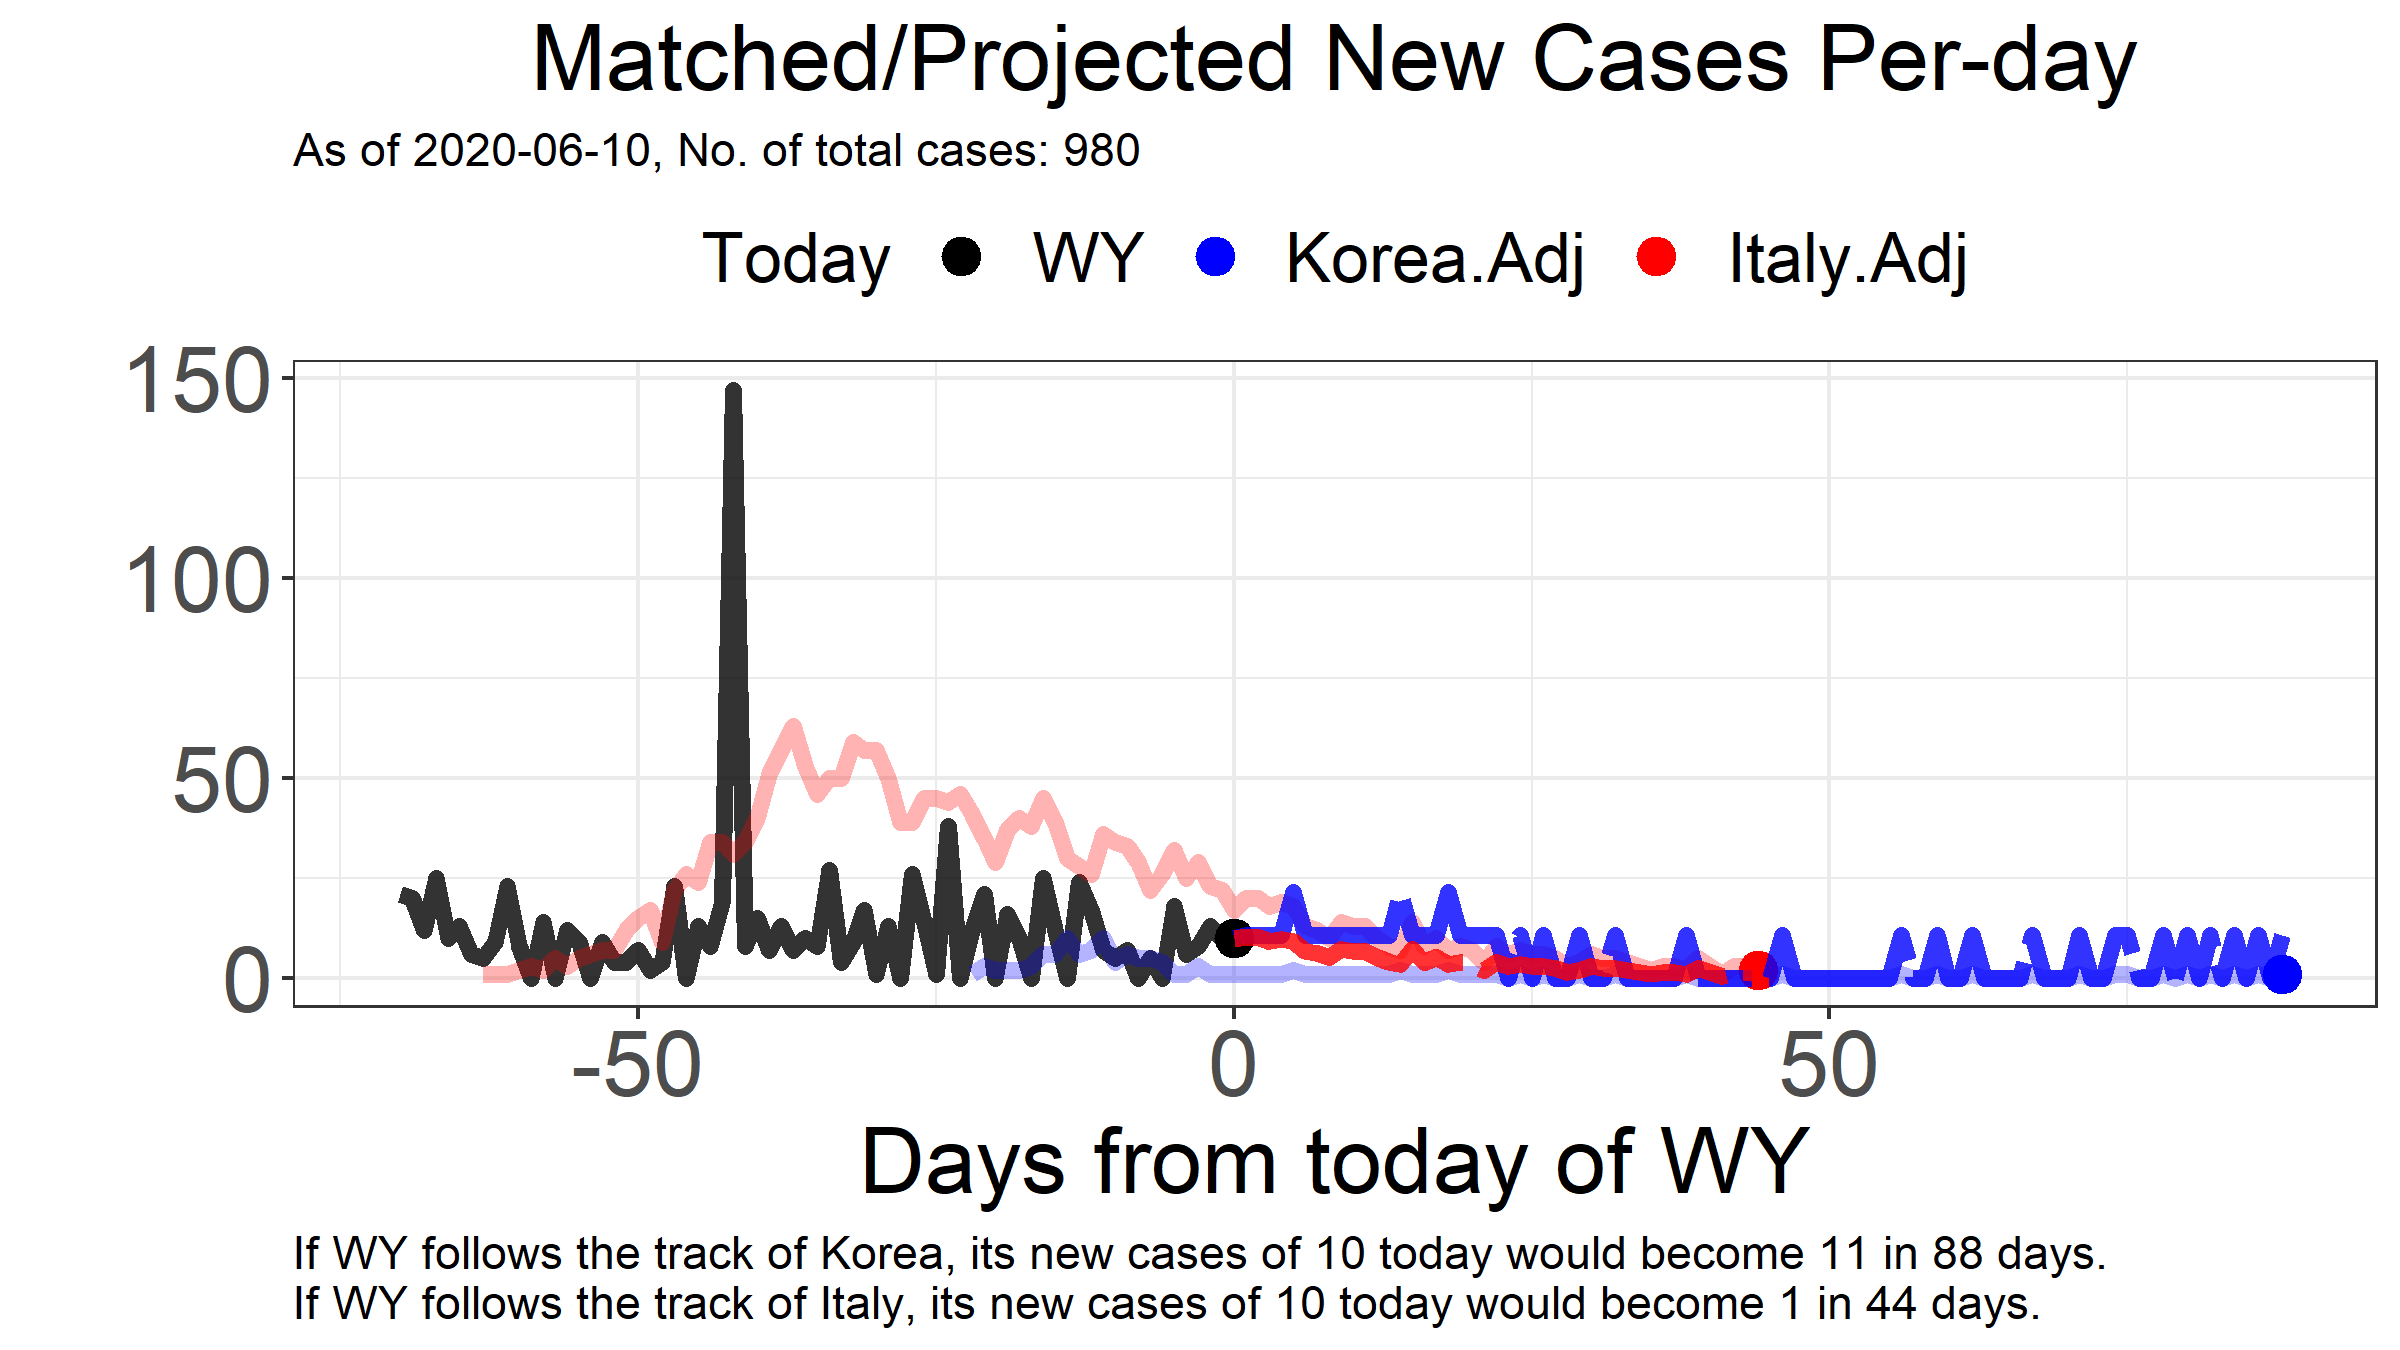 Matched/Projected New Cases Per-day
As of 2020-06-10, No. of total cases: 980
Today WY Korea.Adj Italy.Adj
150
100
50
0
-50 0 50
Days from today of WY
If WY follows the track of Korea, its new cases of 10 today would become 11 in 88 days.
If WY follows the track of Italy, its new cases of 10 today would become 1 in 44 days.